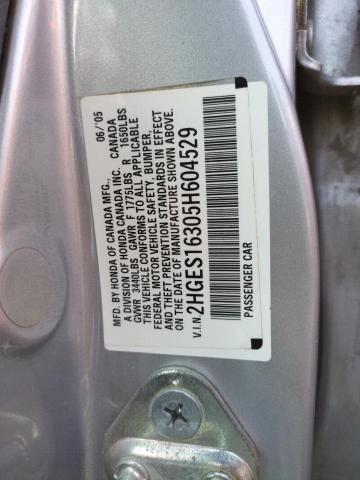 MFD. BY HONDA OF CANADA MFG., 06/'05
A DIVISION OF HONDA CANADA INC. CANADA
GVWR 3440LBS GAWR F 1775LBS R 1650LBS
THIS VEHICLE CONFORMS TO ALL APPLICABLE
FEDERAL MOTOR VEHICLE SAFETY, BUMPER,
AND THEFT PREVENTION STANDARDS IN EFFECT
ON THE DATE OF MANUFACTURE SHOWN ABOVE.
V.I.N. 2HGES16305H604529
PASSENGER CAR